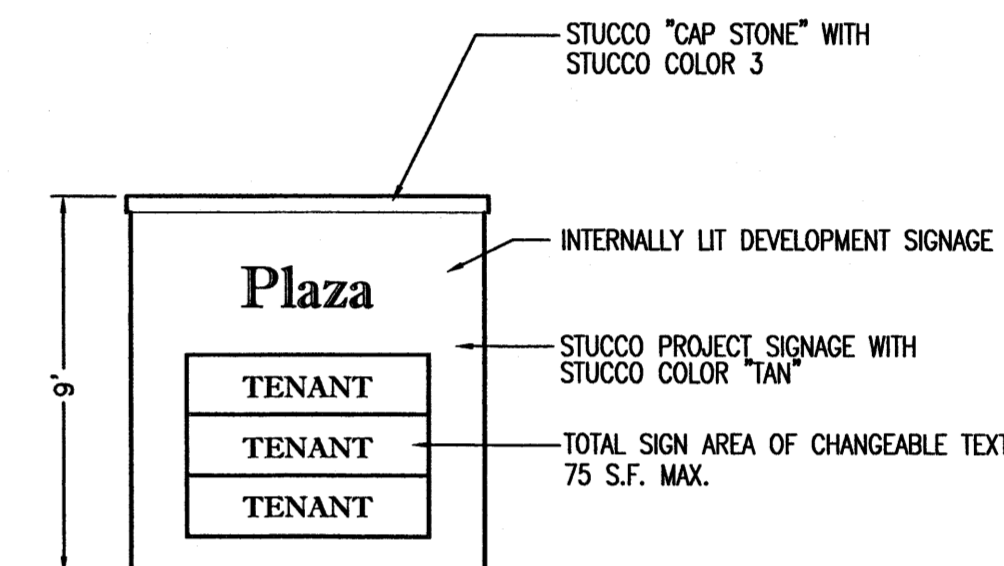 STUCCO "CAP STONE" WITH
STUCCO COLOR 3
INTERNALLY LIT DEVELOPMENT SIGNAGE
Plaza
STUCCO PROJECT SIGNAGE WITH
STUCCO COLOR "TAN"
9'
TENANT
TENANT
TOTAL SIGN AREA OF CHANGEABLE TEXT
75 S.F. MAX.
TENANT